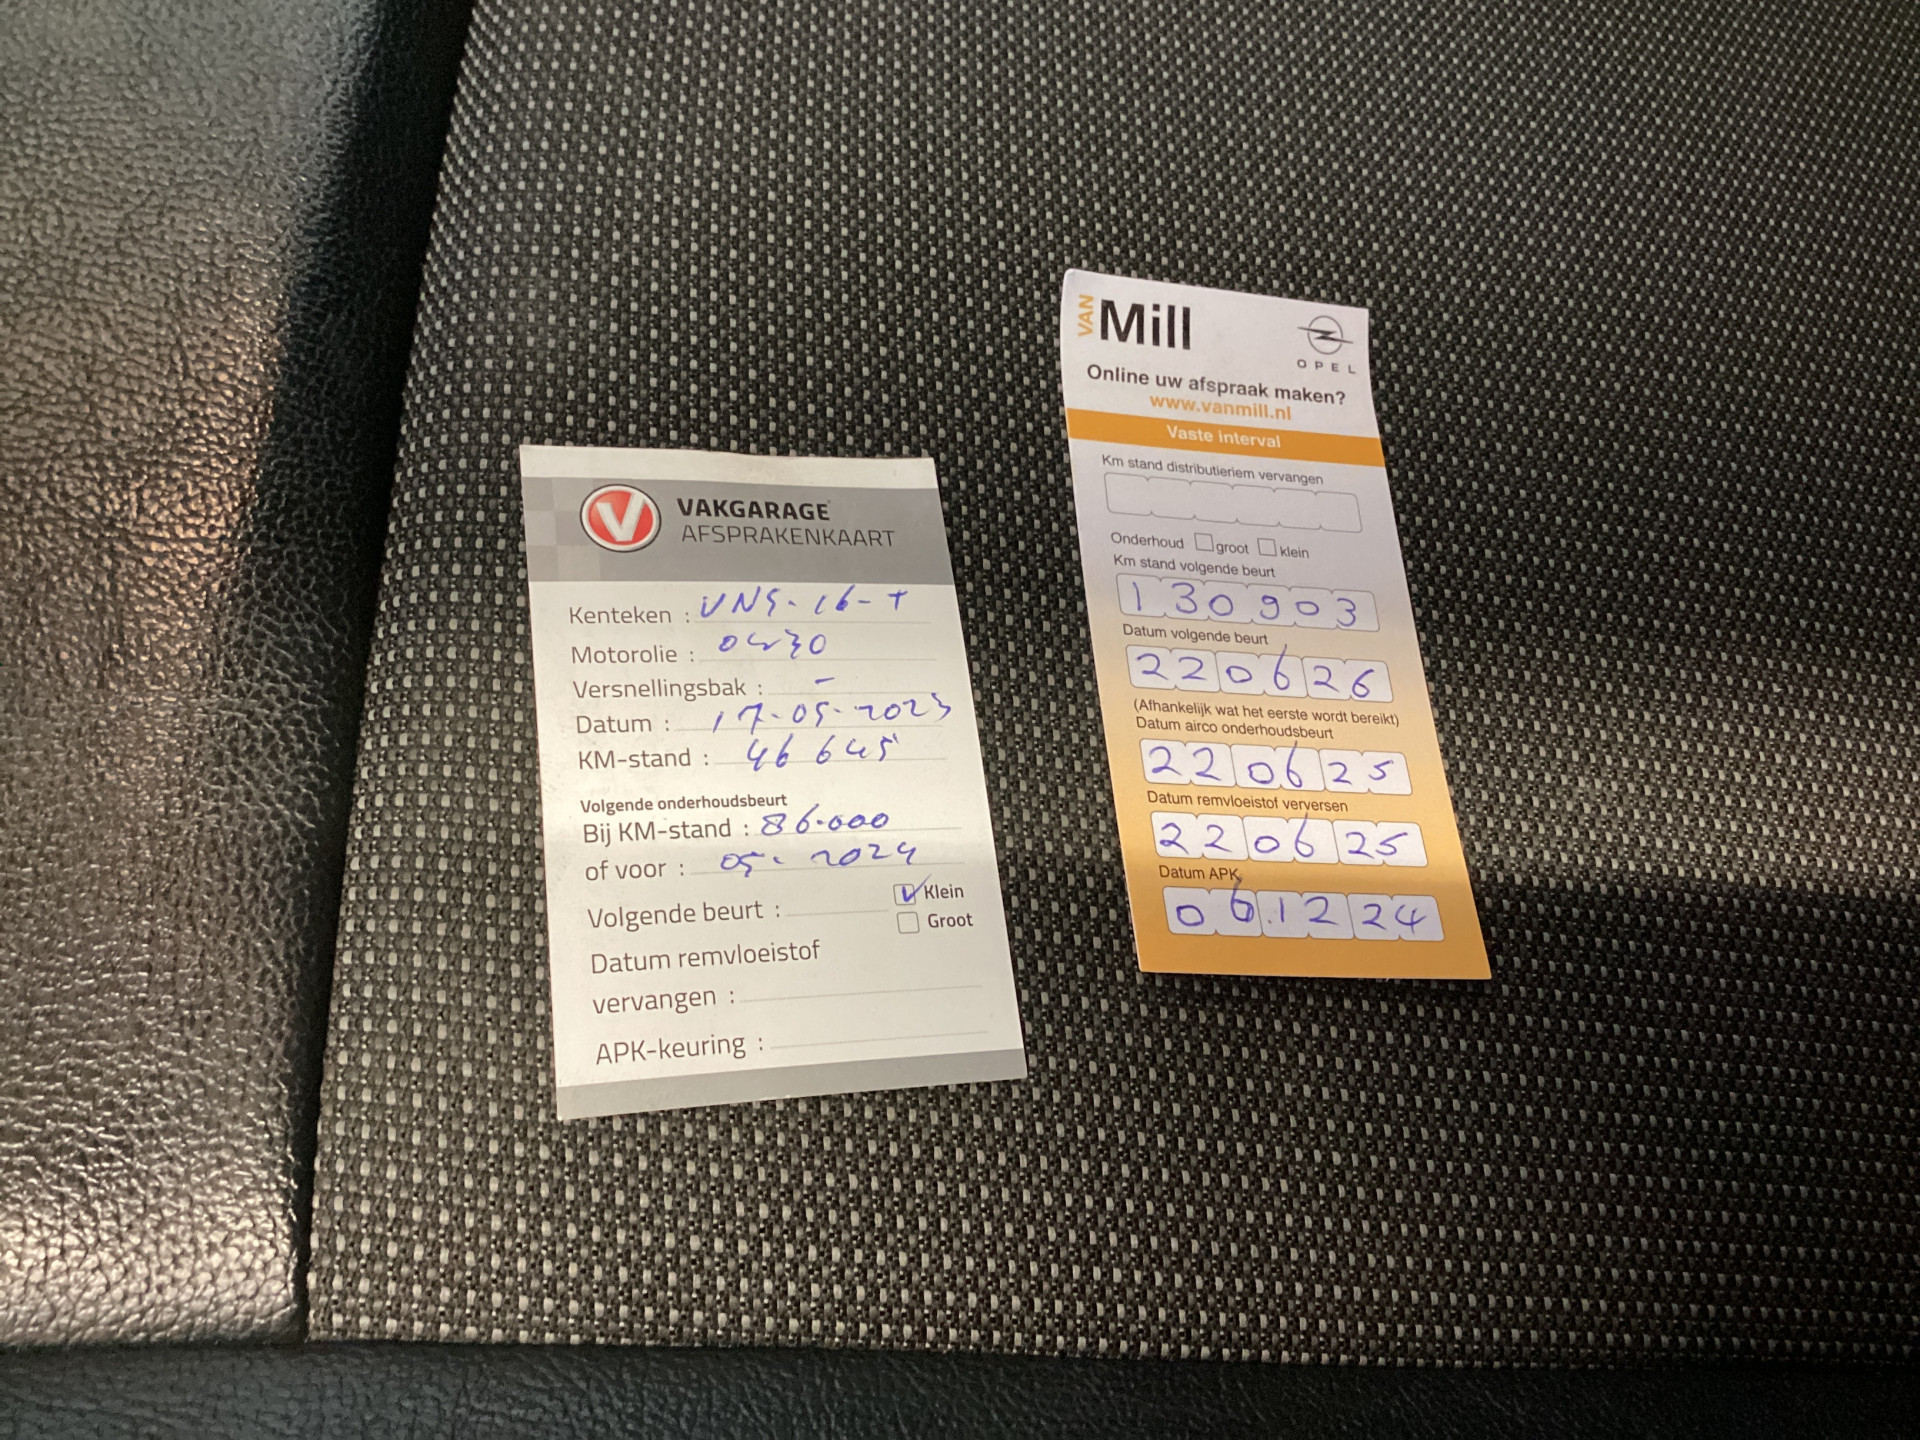 VAKGARAGE
AFSPRAKENKAART
Kenteken : VNS-16-T
Motorolie : 0W30
Versnellingsbak : -
Datum : 17-05-2023
KM-stand : 46645
Volgende onderhoudsbeurt
Bij KM-stand : 86.000
of voor : 05-2024
Volgende beurt : Klein
Groot
Datum remvloeistof
vervangen :
APK-keuring :
VAN Mill
OPEL
Online uw afspraak maken?
www.vanmill.nl
Vaste interval
Km stand distributieriem vervangen
Onderhoud groot klein
Km stand volgende beurt
130903
Datum volgende beurt
220626
(Afhankelijk wat het eerste wordt bereikt)
Datum airco onderhoudsbeurt
220625
Datum remvloeistof verversen
220625
Datum APK
06.1224